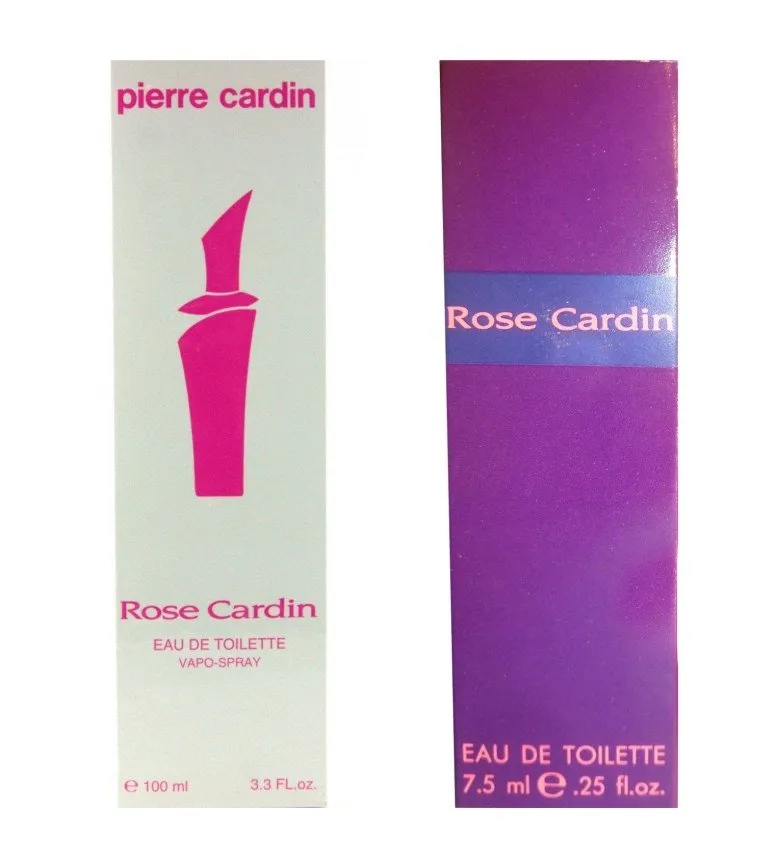 pierre cardin
Rose Cardin
EAU DE TOILETTE
VAPO-SPRAY
e 100 ml 3.3 FL.oz.
Rose Cardin
EAU DE TOILETTE
7.5 ml e .25 fl.oz.